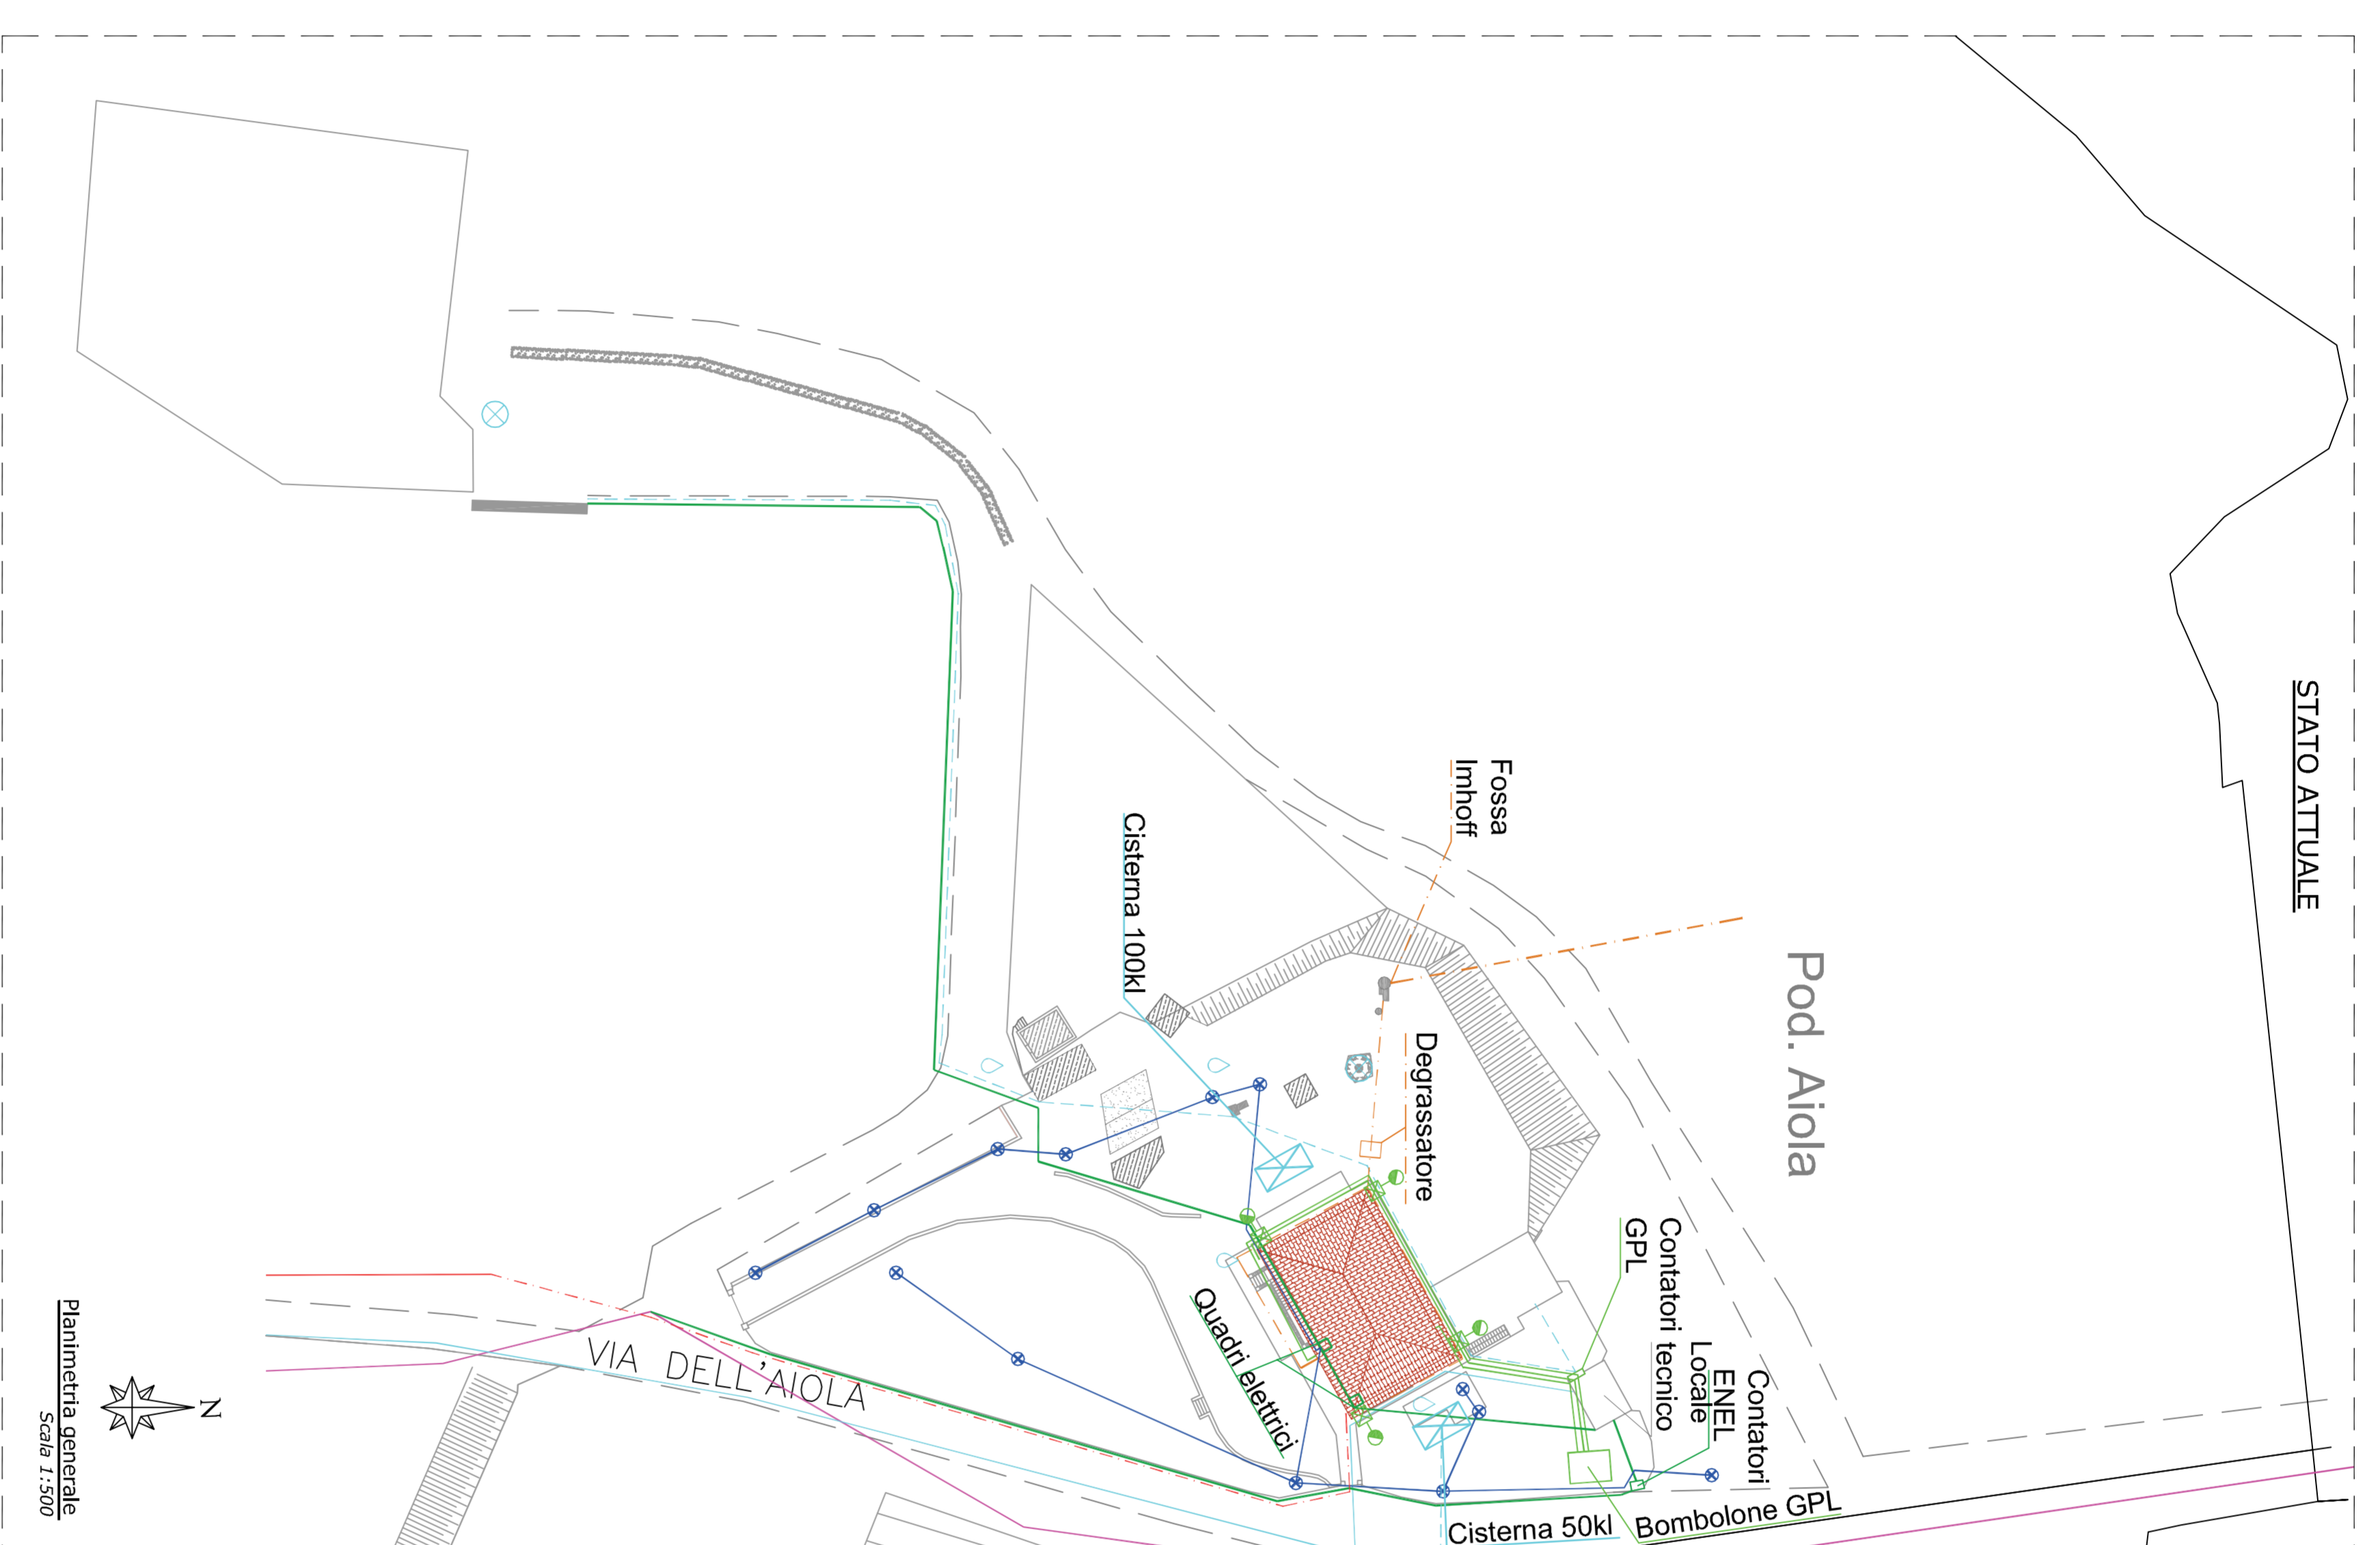 STATO ATTUALE
Pod. Aiola
Fossa
Imhoff
Cisterna 100kl
Degrassatore
Contatori
GPL
Locale
tecnico
Contatori
ENEL
Quadri elettrici
VIA DELL'AIOLA
Cisterna 50kl
Bombolone GPL
N
Planimetria generale
Scala 1:500